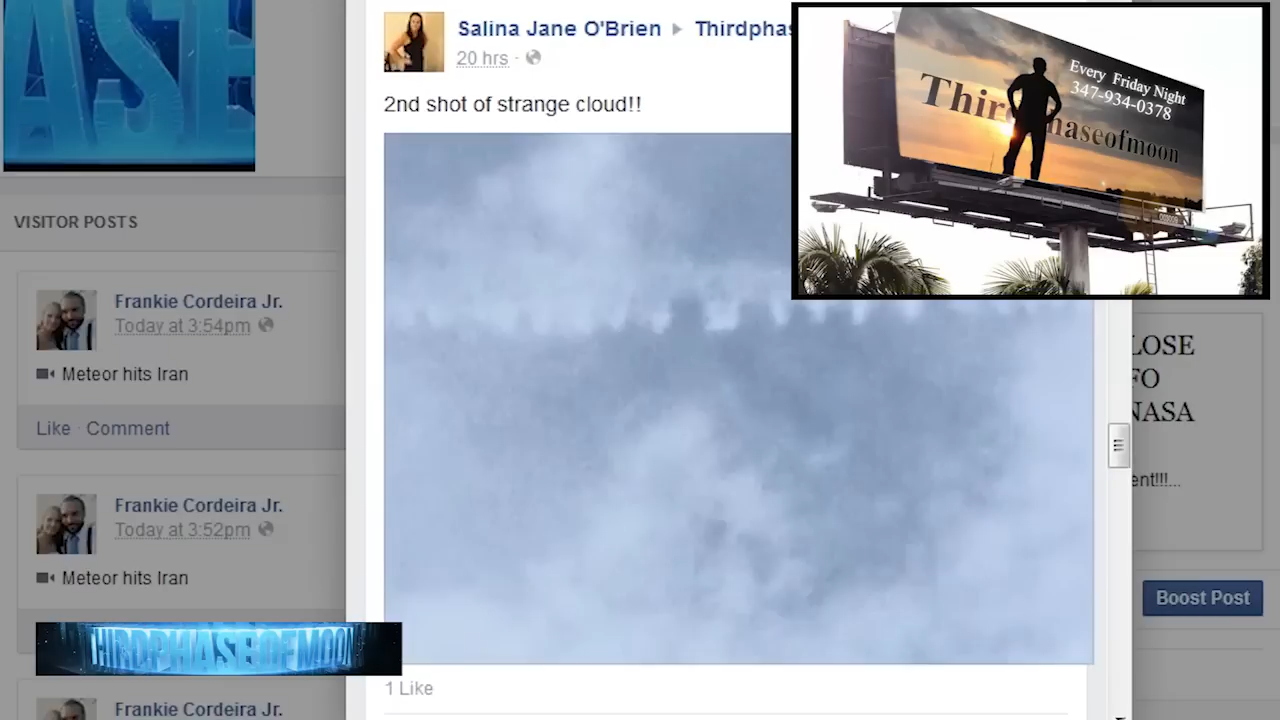 ASE
VISITOR POSTS
Frankie Cordeira Jr.
Today at 3:54pm
Meteor hits Iran
Like · Comment
Frankie Cordeira Jr.
Today at 3:52pm
Meteor hits Iran
Frankie Cordeira Jr.
THIRDPHASEOFMOON
Salina Jane O'Brien ▸ Thirdphas
20 hrs ·
2nd shot of strange cloud!!
1 Like
Every Friday Night
347-934-0378
Thir haseofmoon
LOSE
FO
NASA
ent!!!...
Boost Post